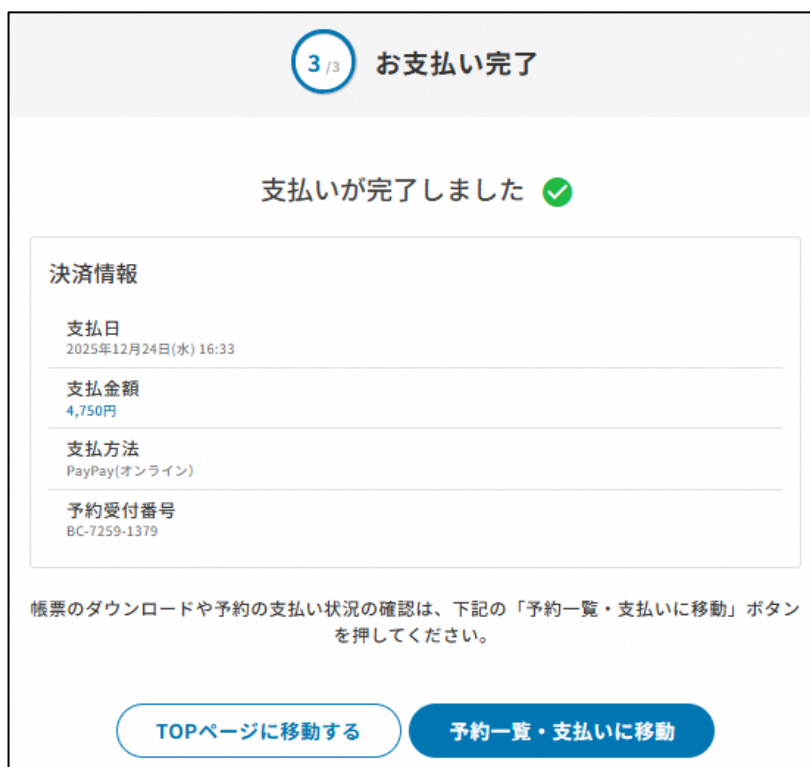 3 /3 お支払い完了
支払いが完了しました
決済情報
支払日
2025年12月24日(水) 16:33
支払金額
4,750円
支払方法
PayPay(オンライン)
予約受付番号
BC-7259-1379
帳票のダウンロードや予約の支払い状況の確認は、下記の「予約一覧・支払いに移動」ボタン
を押してください。
TOPページに移動する 予約一覧・支払いに移動